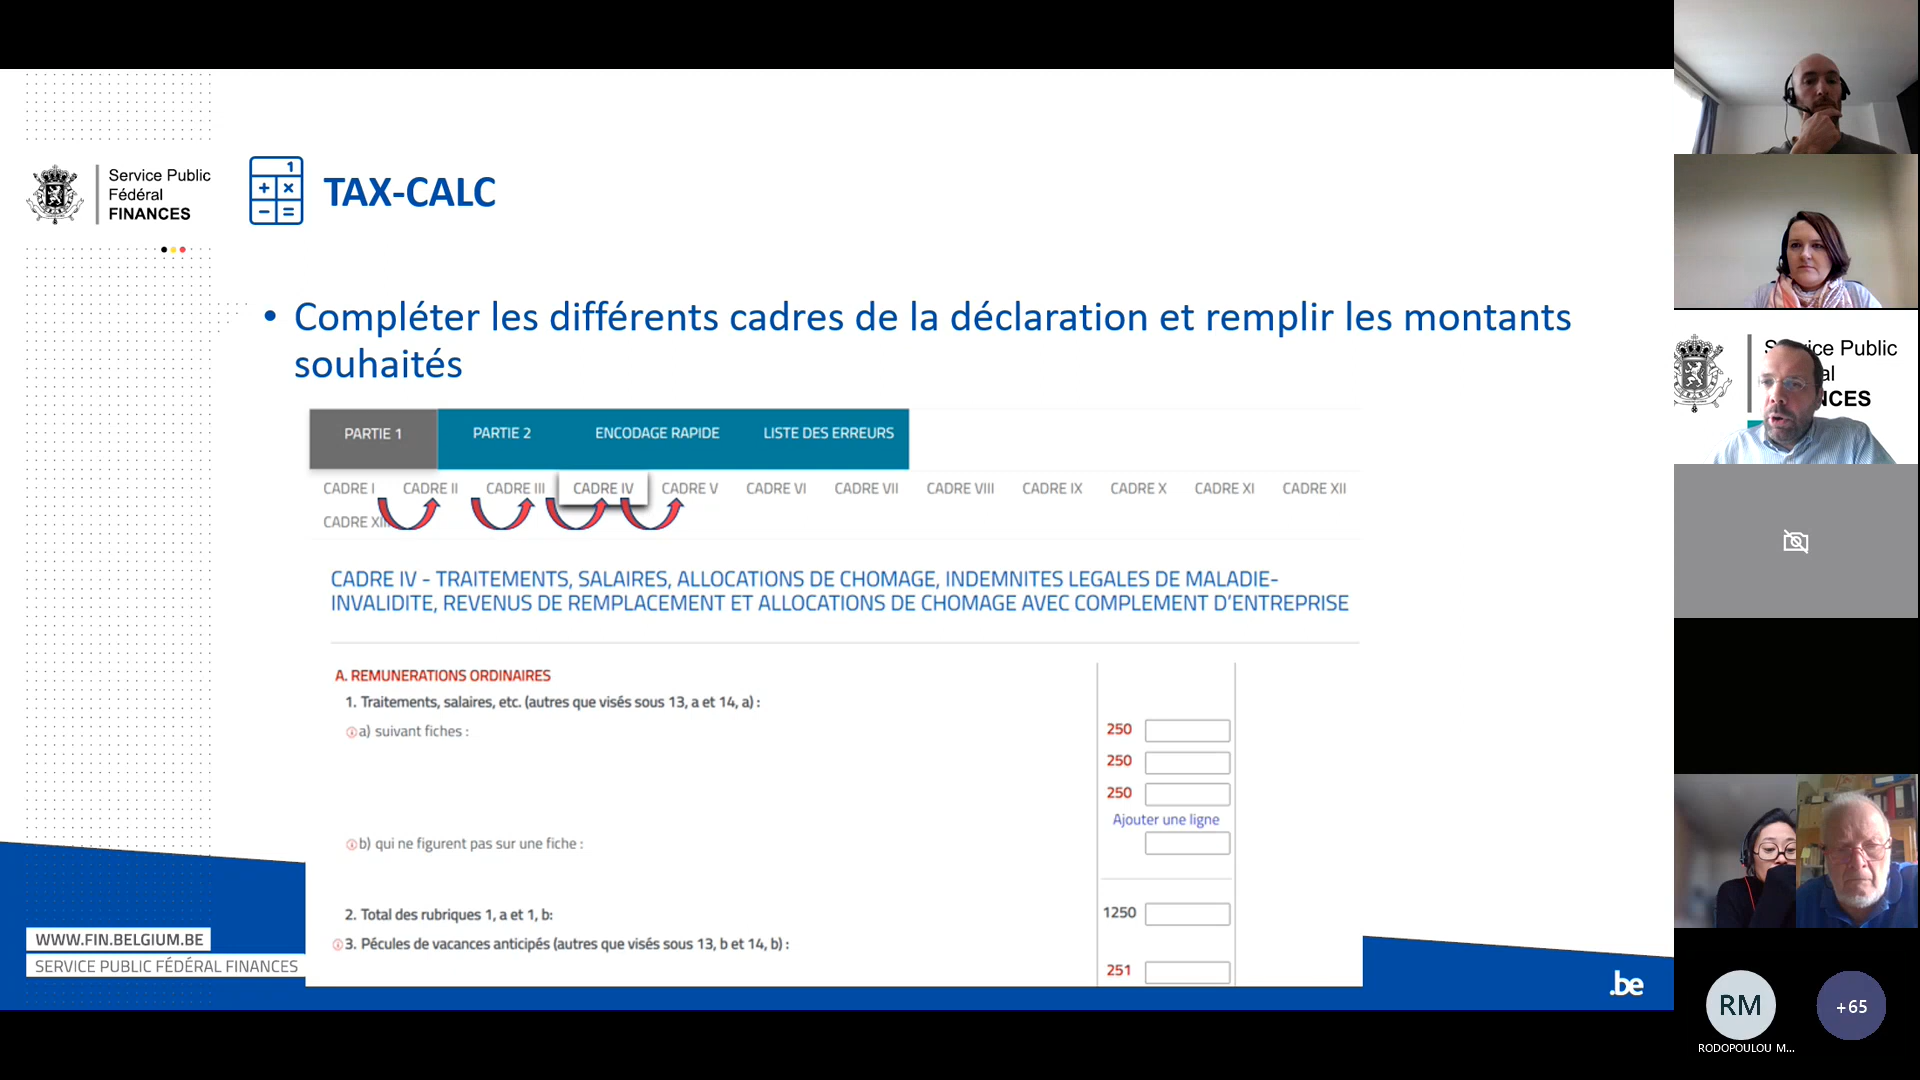 Service Public
Fédéral
FINANCES
TAX-CALC
• Compléter les différents cadres de la déclaration et remplir les montants
souhaités
PARTIE 1 PARTIE 2 ENCODAGE RAPIDE LISTE DES ERREURS
CADRE I CADRE II CADRE III CADRE IV CADRE V CADRE VI CADRE VII CADRE VIII CADRE IX CADRE X CADRE XI CADRE XII
CADRE XIII
CADRE IV - TRAITEMENTS, SALAIRES, ALLOCATIONS DE CHOMAGE, INDEMNITES LEGALES DE MALADIE-
INVALIDITE, REVENUS DE REMPLACEMENT ET ALLOCATIONS DE CHOMAGE AVEC COMPLEMENT D'ENTREPRISE
A. REMUNERATIONS ORDINAIRES
1. Traitements, salaires, etc. (autres que visés sous 13, a et 14, a) :
a) suivant fiches :
250
250
250
Ajouter une ligne
b) qui ne figurent pas sur une fiche :
2. Total des rubriques 1, a et 1, b:
1250
3. Pécules de vacances anticipés (autres que visés sous 13, b et 14, b) :
251
WWW.FIN.BELGIUM.BE
SERVICE PUBLIC FÉDÉRAL FINANCES
.be
Public
RM
RODOPOULOU M...
+65